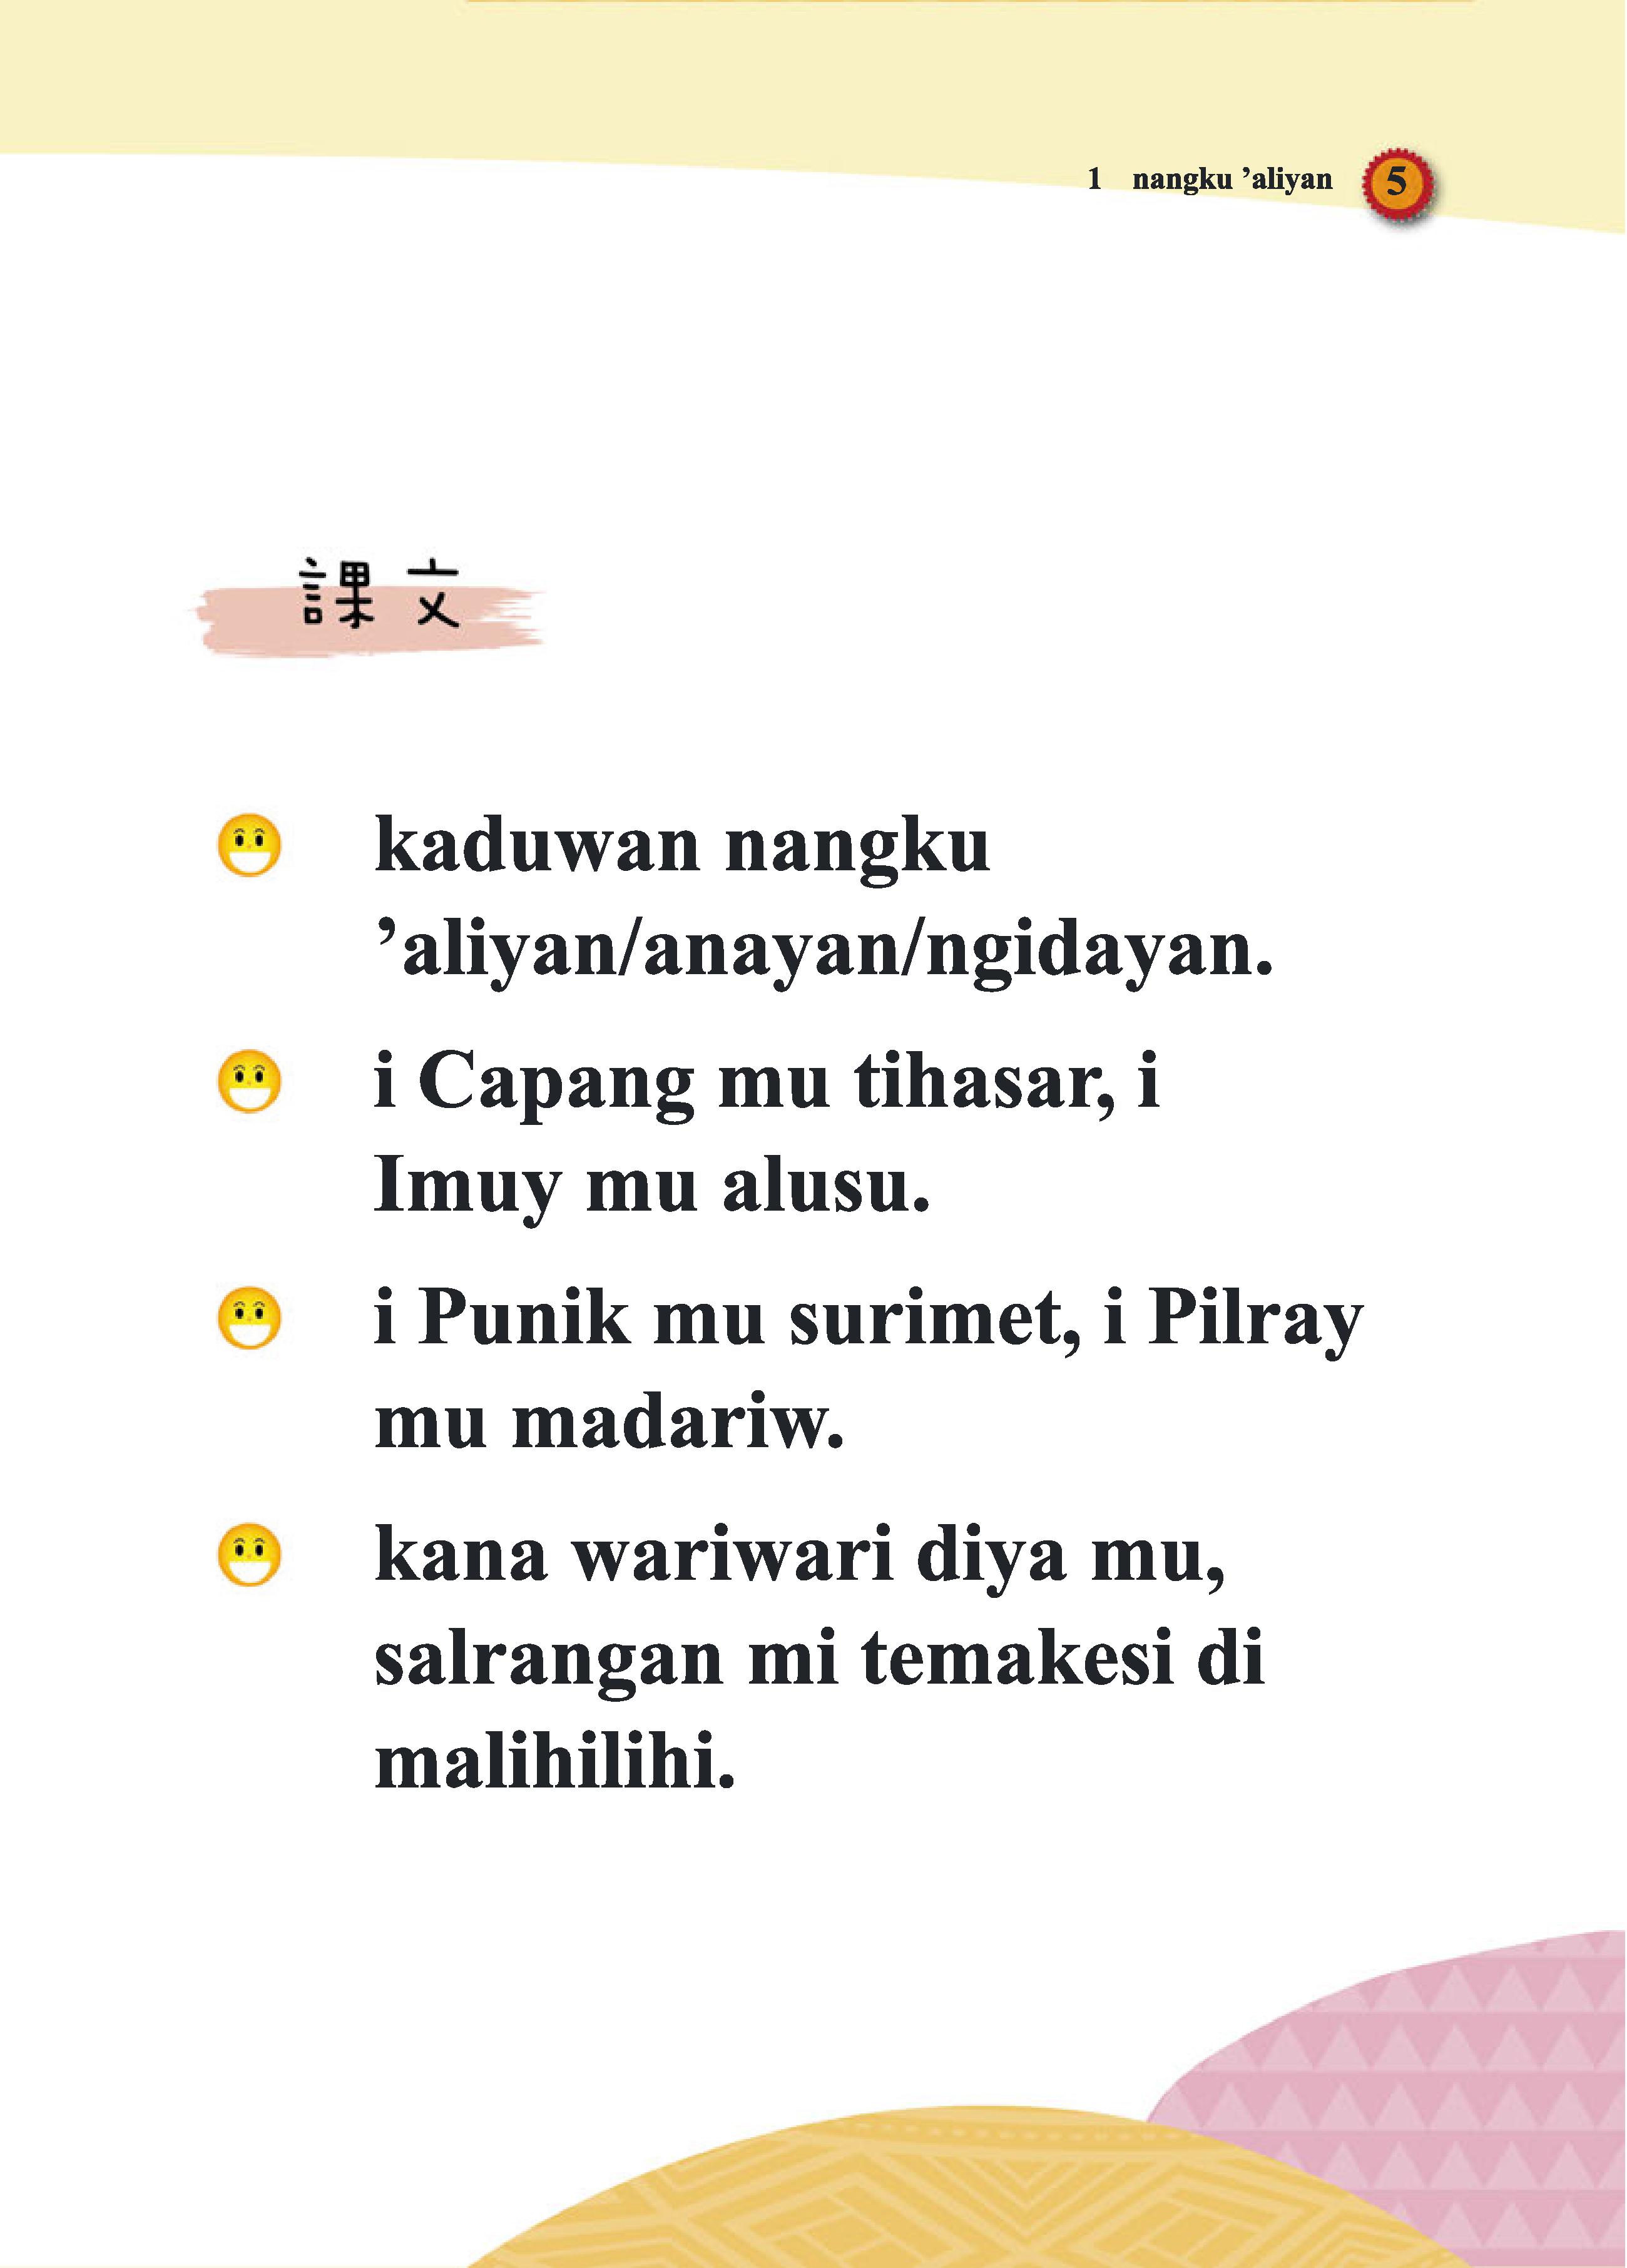 1 nangku ’aliyan 5
課文
kaduwan nangku
’aliyan/anayan/ngidayan.
i Capang mu tihasar, i
Imuy mu alusu.
i Punik mu surimet, i Pilray
mu madariw.
kana wariwari diya mu,
salrangan mi temakesi di
malihilihi.